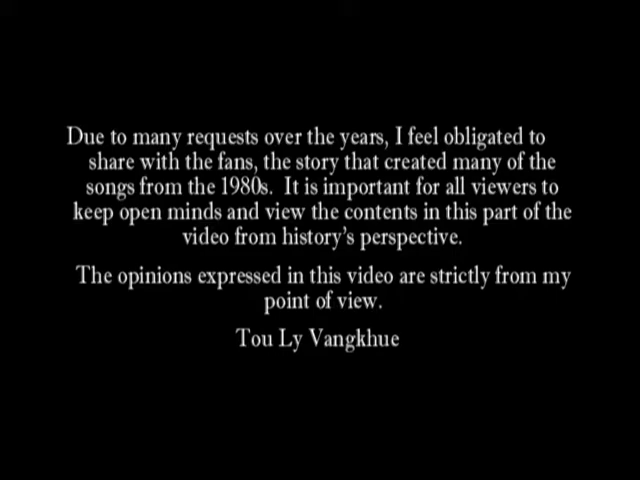 Due to many requests over the years, I feel obligated to
share with the fans, the story that created many of the
songs from the 1980s.  It is important for all viewers to
keep open minds and view the contents in this part of the
video from history's perspective.
The opinions expressed in this video are strictly from my
point of view.
Tou Ly Vangkhue